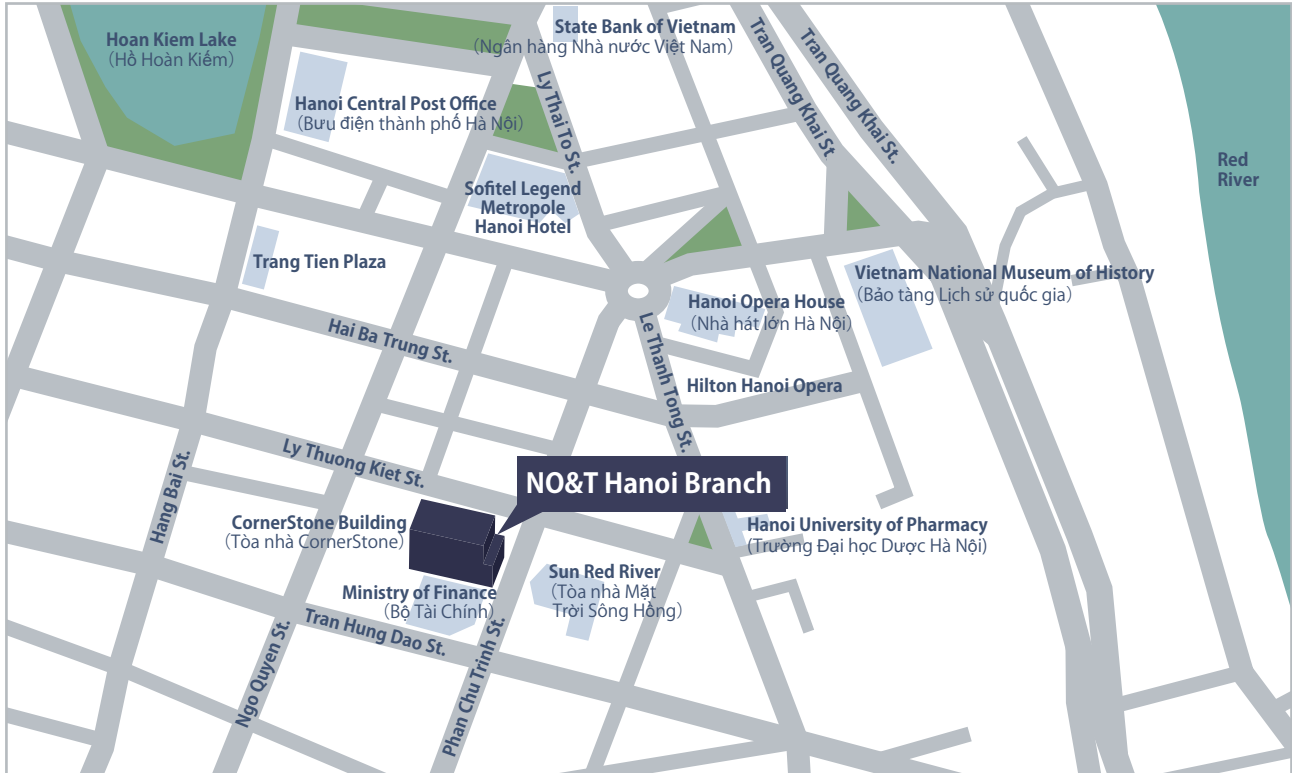 Hoan Kiem Lake
(Hồ Hoàn Kiếm)
State Bank of Vietnam
(Ngân hàng Nhà nước Việt Nam)
Tran Quang Khai St.
Tran Quang Khai St.
Hanoi Central Post Office
(Bưu điện thành phố Hà Nội)
Ly Thai To St.
Red
River
Sofitel Legend
Metropole
Hanoi Hotel
Trang Tien Plaza
Vietnam National Museum of History
(Bảo tàng Lịch sử quốc gia)
Hanoi Opera House
(Nhà hát lớn Hà Nội)
Hai Ba Trung St.
Le Thanh Tong St.
Hilton Hanoi Opera
Ly Thuong Kiet St.
NO&T Hanoi Branch
Hang Bai St.
CornerStone Building
(Tòa nhà CornerStone)
Hanoi University of Pharmacy
(Trường Đại học Dược Hà Nội)
Ministry of Finance
(Bộ Tài Chính)
Sun Red River
(Tòa nhà Mặt
Trời Sông Hồng)
Tran Hung Dao St.
Ngo Quyen St.
Phan Chu Trinh St.